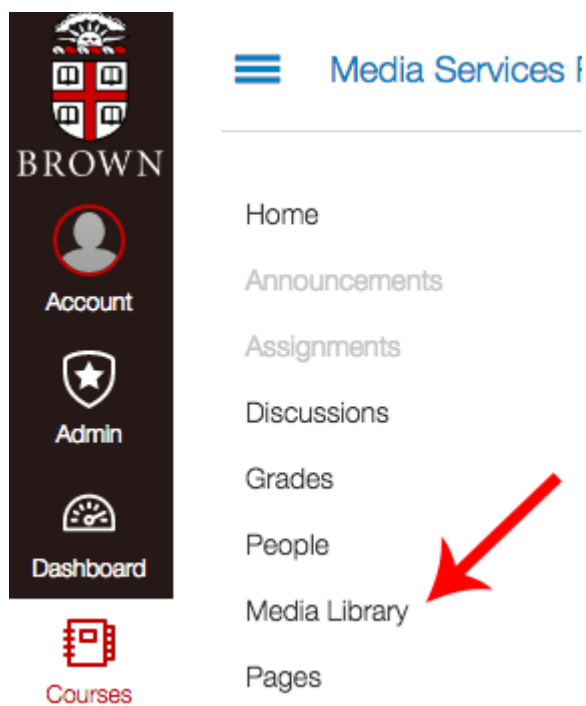 BROWN
Account
Admin
Dashboard
Courses
Media Services
Home
Announcements
Assignments
Discussions
Grades
People
Media Library
Pages